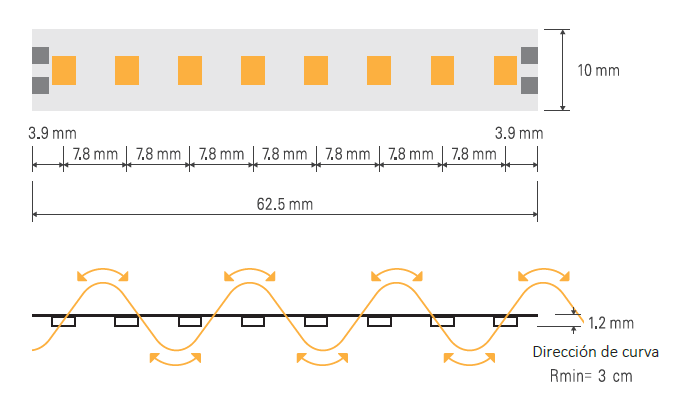 10 mm
3.9 mm 3.9 mm
7.8 mm 7.8 mm 7.8 mm 7.8 mm 7.8 mm 7.8 mm 7.8 mm
62.5 mm
1.2 mm
Dirección de curva
Rmin= 3 cm